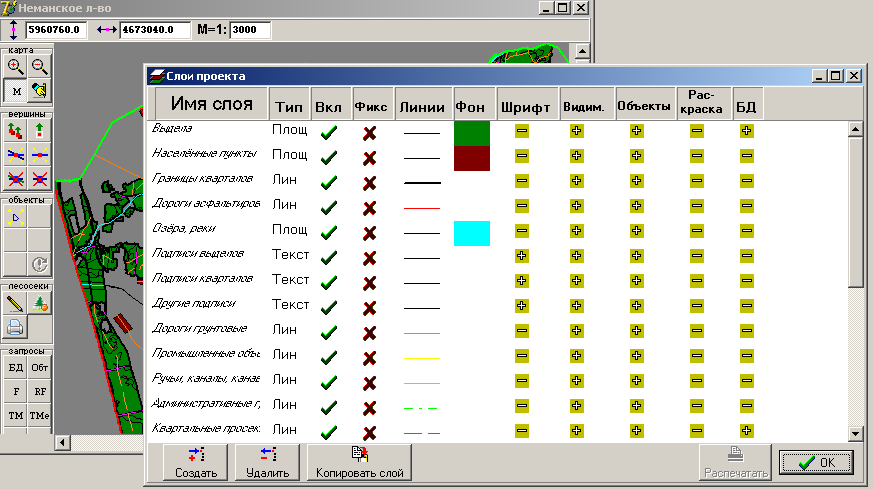 Неманское л-во
5960760.0 4673040.0 М=1: 3000
карта
М
вершины
объекты
лесосеки
запросы
БД Обт
F RF
ТМ ТМе
Слои проекта
Имя слоя Тип Вкл Фикс Линии Фон Шрифт Видим. Объекты Рас-краска БД
Выдела Площ
Населённые пункты Площ
Границы кварталов Лин
Дороги асфальтиров Лин
Озёра, реки Площ
Подписи выделов Текст
Подписи кварталов Текст
Другие подписи Текст
Дороги грунтовые Лин
Промышленные объ Лин
Ручьи, каналы, канав Лин
Административные г Лин
Квартальные просек Лин
Создать Удалить Копировать слой Распечатать OK